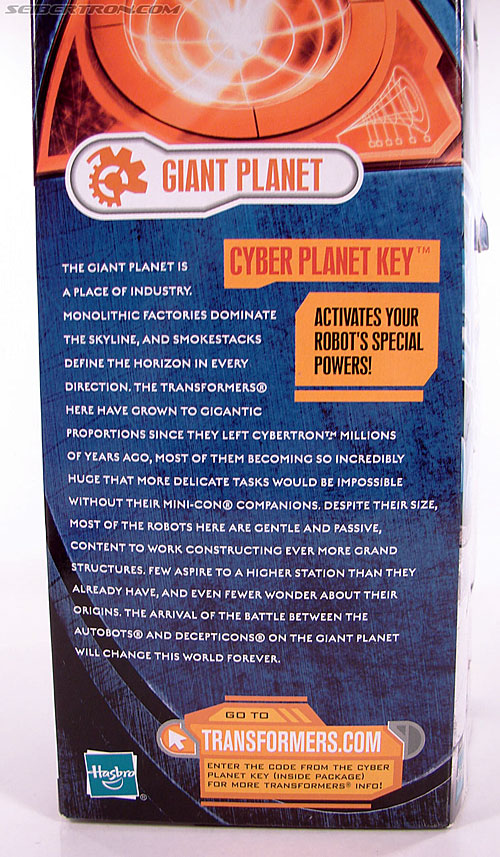 SEIBERTRON.COM
GIANT PLANET
CYBER PLANET KEY™
ACTIVATES YOUR
ROBOT'S SPECIAL
POWERS!
THE GIANT PLANET IS
A PLACE OF INDUSTRY.
MONOLITHIC FACTORIES DOMINATE
THE SKYLINE, AND SMOKESTACKS
DEFINE THE HORIZON IN EVERY
DIRECTION. THE TRANSFORMERS®
HERE HAVE GROWN TO GIGANTIC
PROPORTIONS SINCE THEY LEFT CYBERTRON™ MILLIONS
OF YEARS AGO, MOST OF THEM BECOMING SO INCREDIBLY
HUGE THAT MORE DELICATE TASKS WOULD BE IMPOSSIBLE
WITHOUT THEIR MINI-CON® COMPANIONS. DESPITE THEIR SIZE,
MOST OF THE ROBOTS HERE ARE GENTLE AND PASSIVE,
CONTENT TO WORK CONSTRUCTING EVER MORE GRAND
STRUCTURES. FEW ASPIRE TO A HIGHER STATION THAN THEY
ALREADY HAVE, AND EVEN FEWER WONDER ABOUT THEIR
ORIGINS. THE ARRIVAL OF THE BATTLE BETWEEN THE
AUTOBOTS® AND DECEPTICONS® ON THE GIANT PLANET
WILL CHANGE THIS WORLD FOREVER.
GO TO
TRANSFORMERS.COM
ENTER THE CODE FROM THE CYBER
PLANET KEY (INSIDE PACKAGE)
FOR MORE TRANSFORMERS® INFO!
Hasbro®